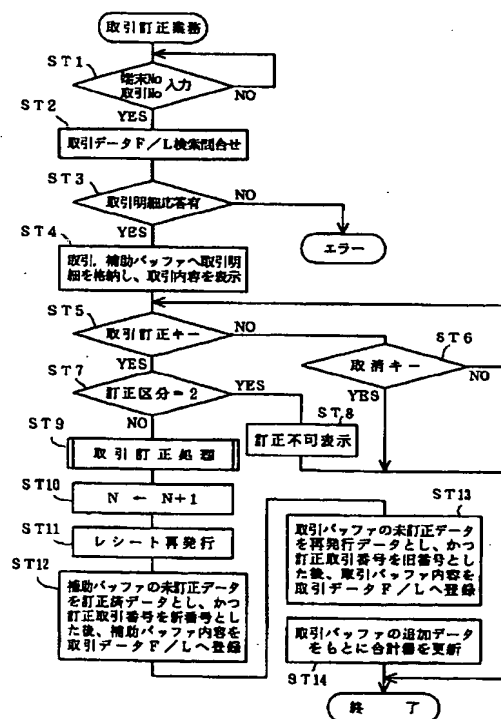 取引訂正業務
ST1
端末No
取引No
入力
NO
YES
ST2
取引データF/L検索問合せ
ST3
取引明細応答有
NO
YES
エラー
ST4
取引,補助バッファへ取引明
細を格納し、取引内容を表示
ST5
取引訂正キー
NO
ST6
取消キー
NO
YES
YES
ST7
訂正区分=2
YES
ST8
訂正不可表示
NO
ST9
取引訂正処理
ST10
N ← N+1
ST11
レシート再発行
ST12
補助バッファの未訂正データ
を訂正済データとし、かつ
訂正取引番号を新番号とし
た後、補助バッファ内容を
取引データF/Lへ登録
ST13
取引バッファの未訂正データ
を再発行データとし、かつ
訂正取引番号を旧番号とし
た後、取引バッファ内容を
取引データF/Lへ登録
取引バッファの追加データ
をもとに合計器を更新
ST14
終了